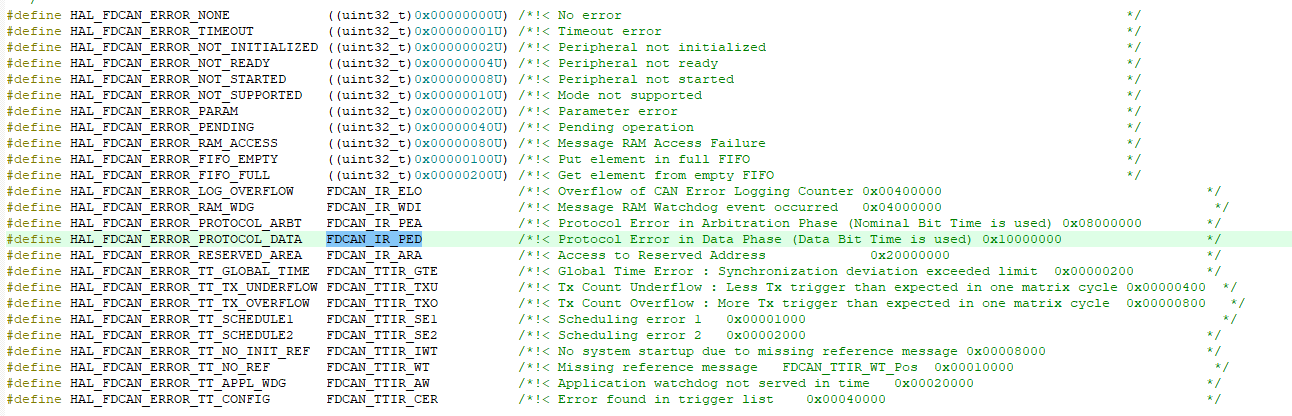 #define HAL_FDCAN_ERROR_NONE ((uint32_t)0x00000000U) /*!< No error */
#define HAL_FDCAN_ERROR_TIMEOUT ((uint32_t)0x00000001U) /*!< Timeout error */
#define HAL_FDCAN_ERROR_NOT_INITIALIZED ((uint32_t)0x00000002U) /*!< Peripheral not initialized */
#define HAL_FDCAN_ERROR_NOT_READY ((uint32_t)0x00000004U) /*!< Peripheral not ready */
#define HAL_FDCAN_ERROR_NOT_STARTED ((uint32_t)0x00000008U) /*!< Peripheral not started */
#define HAL_FDCAN_ERROR_NOT_SUPPORTED ((uint32_t)0x00000010U) /*!< Mode not supported */
#define HAL_FDCAN_ERROR_PARAM ((uint32_t)0x00000020U) /*!< Parameter error */
#define HAL_FDCAN_ERROR_PENDING ((uint32_t)0x00000040U) /*!< Pending operation */
#define HAL_FDCAN_ERROR_RAM_ACCESS ((uint32_t)0x00000080U) /*!< Message RAM Access Failure */
#define HAL_FDCAN_ERROR_FIFO_EMPTY ((uint32_t)0x00000100U) /*!< Put element in full FIFO */
#define HAL_FDCAN_ERROR_FIFO_FULL ((uint32_t)0x00000200U) /*!< Get element from empty FIFO */
#define HAL_FDCAN_ERROR_LOG_OVERFLOW FDCAN_IR_ELO /*!< Overflow of CAN Error Logging Counter 0x00400000 */
#define HAL_FDCAN_ERROR_RAM_WDG FDCAN_IR_WDI /*!< Message RAM Watchdog event occurred 0x04000000 */
#define HAL_FDCAN_ERROR_PROTOCOL_ARBT FDCAN_IR_PEA /*!< Protocol Error in Arbitration Phase (Nominal Bit Time is used) 0x08000000 */
#define HAL_FDCAN_ERROR_PROTOCOL_DATA FDCAN_IR_PED /*!< Protocol Error in Data Phase (Data Bit Time is used) 0x10000000 */
#define HAL_FDCAN_ERROR_RESERVED_AREA FDCAN_IR_ARA /*!< Access to Reserved Address 0x20000000 */
#define HAL_FDCAN_ERROR_TT_GLOBAL_TIME FDCAN_TTIR_GTE /*!< Global Time Error : Synchronization deviation exceeded limit 0x00000200 */
#define HAL_FDCAN_ERROR_TT_TX_UNDERFLOW FDCAN_TTIR_TXU /*!< Tx Count Underflow : Less Tx trigger than expected in one matrix cycle 0x00000400 */
#define HAL_FDCAN_ERROR_TT_TX_OVERFLOW FDCAN_TTIR_TXO /*!< Tx Count Overflow : More Tx trigger than expected in one matrix cycle 0x00000800 */
#define HAL_FDCAN_ERROR_TT_SCHEDULE1 FDCAN_TTIR_SE1 /*!< Scheduling error 1 0x00001000 */
#define HAL_FDCAN_ERROR_TT_SCHEDULE2 FDCAN_TTIR_SE2 /*!< Scheduling error 2 0x00002000 */
#define HAL_FDCAN_ERROR_TT_NO_INIT_REF FDCAN_TTIR_IWT /*!< No system startup due to missing reference message 0x00008000 */
#define HAL_FDCAN_ERROR_TT_NO_REF FDCAN_TTIR_WT /*!< Missing reference message FDCAN_TTIR_WT_Pos 0x00010000 */
#define HAL_FDCAN_ERROR_TT_APPL_WDG FDCAN_TTIR_AW /*!< Application watchdog not served in time 0x00020000 */
#define HAL_FDCAN_ERROR_TT_CONFIG FDCAN_TTIR_CER /*!< Error found in trigger list 0x00040000 */